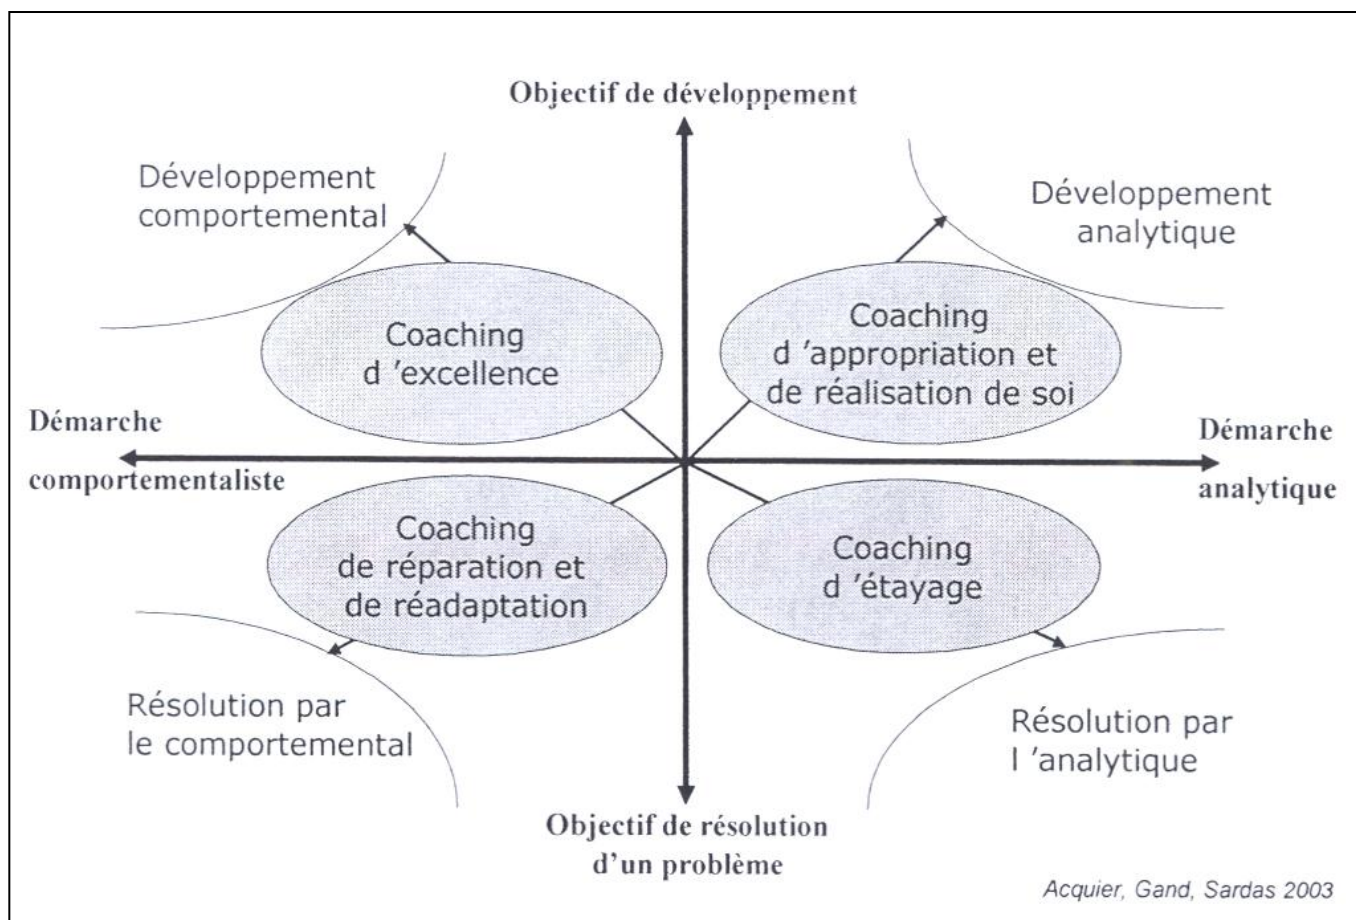 Objectif de développement
Développement
comportemental
Développement
analytique
Coaching
d ’excellence
Coaching
d ’appropriation et
de réalisation de soi
Démarche
comportementaliste
Démarche
analytique
Coaching
de réparation et
de réadaptation
Coaching
d ’étayage
Résolution par
le comportemental
Résolution par
l ’analytique
Objectif de résolution
d’un problème
Acquier, Gand, Sardas 2003